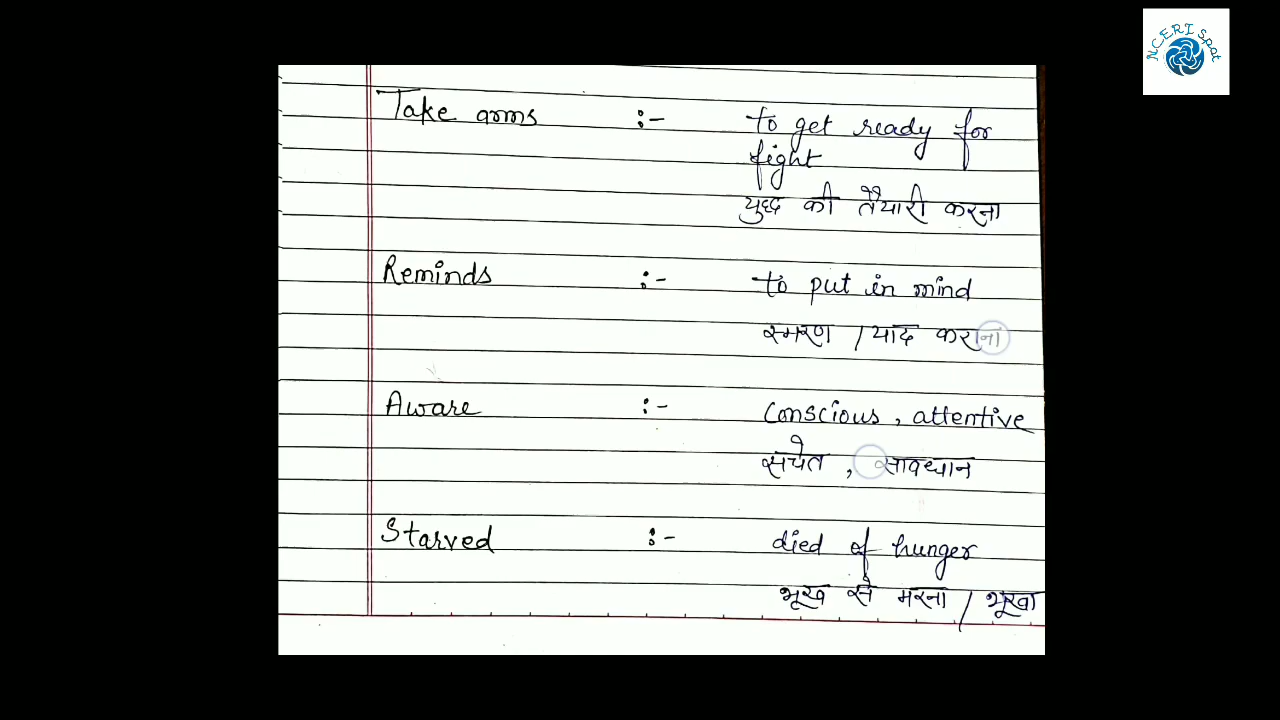 NCERT Spot
Take arms :- to get ready for
fight
युध्द की तैयारी करना
Reminds :- to put in mind
स्मरण / याद कराना
Aware :- Conscious, attentive
सचेत, सावधान
Starved :- died of hunger
भूख से मरना / भूखा